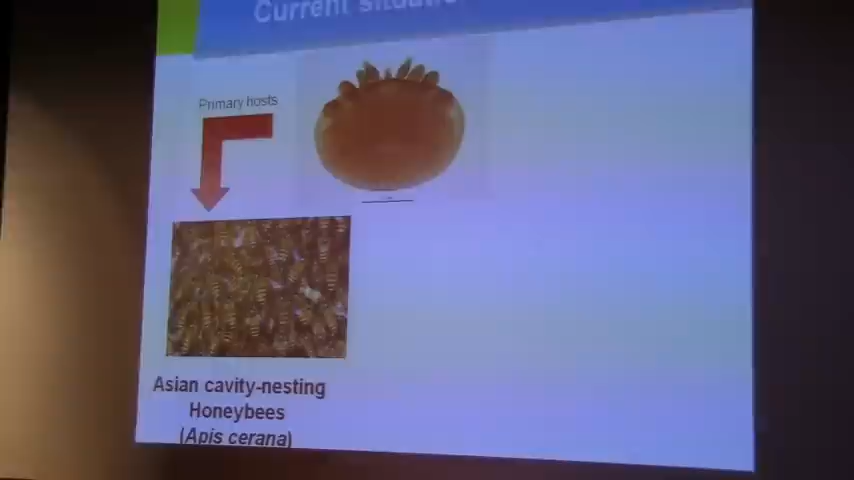 Current situation
Primary hosts
Asian cavity-nesting
Honeybees
(Apis cerana)